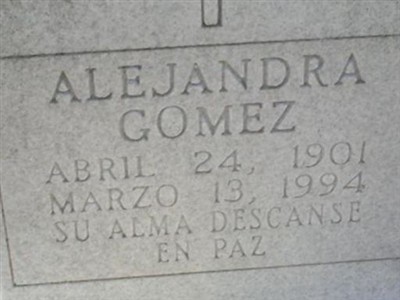 ALEJANDRA
GOMEZ
ABRIL 24, 1901
MARZO 13, 1994
SU ALMA DESCANSE
EN PAZ